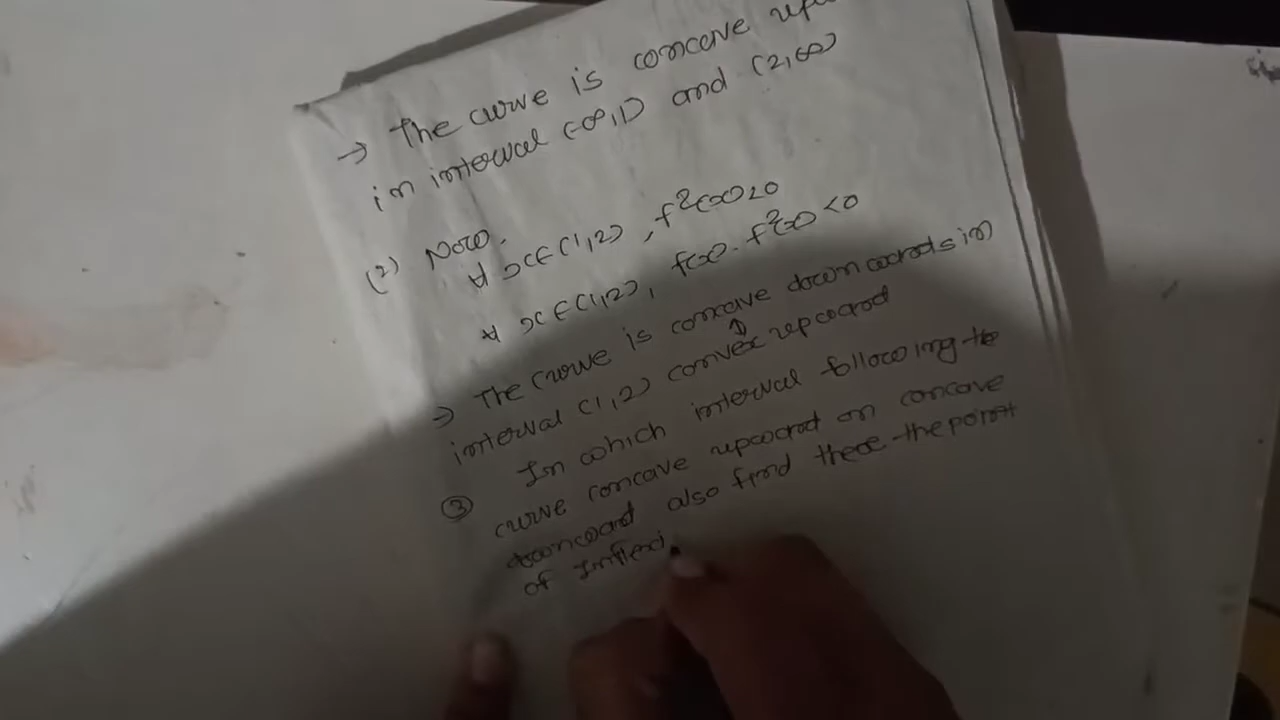 → The curve is concave
in interval (-∞,1) and (2,∞)
(2) Now,
∀ x∈(1,2), f²(x)<0
∀ x∈(1,2), f(x)·f²(x)<0
→ The curve is concave downwards in
interval (1,2) convex upward
③ In which interval following the
curve concave upward on concave
downward also find there the point
of Inflexi